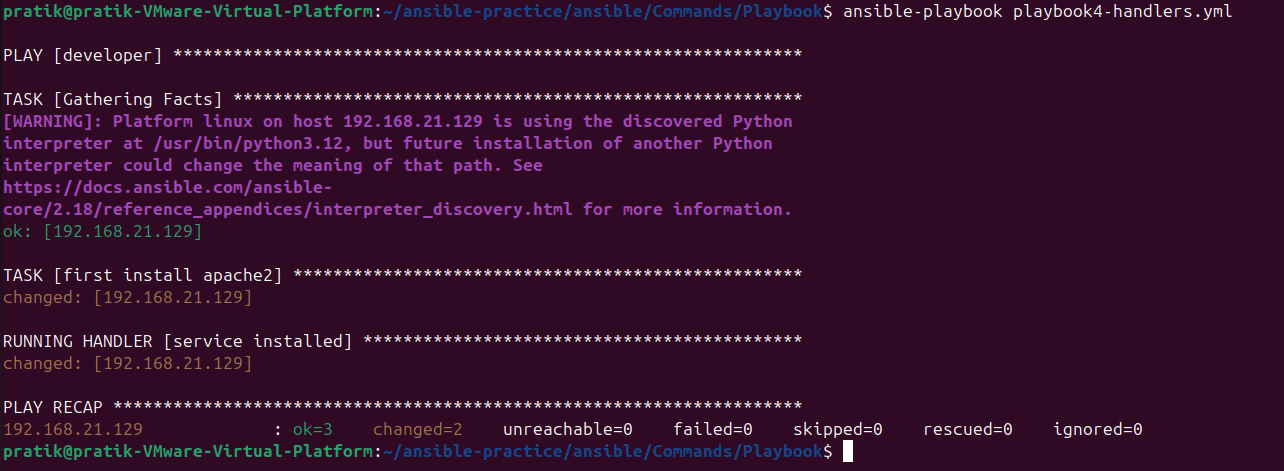 pratik@pratik-VMware-Virtual-Platform:~/ansible-practice/ansible/Commands/Playbook$ ansible-playbook playbook4-handlers.yml
PLAY [developer] ***************************************************************
TASK [Gathering Facts] *********************************************************
[WARNING]: Platform linux on host 192.168.21.129 is using the discovered Python
interpreter at /usr/bin/python3.12, but future installation of another Python
interpreter could change the meaning of that path. See
https://docs.ansible.com/ansible-
core/2.18/reference_appendices/interpreter_discovery.html for more information.
ok: [192.168.21.129]
TASK [first install apache2] ***************************************************
changed: [192.168.21.129]
RUNNING HANDLER [service installed] ********************************************
changed: [192.168.21.129]
PLAY RECAP *********************************************************************
192.168.21.129             : ok=3    changed=2    unreachable=0    failed=0    skipped=0    rescued=0    ignored=0
pratik@pratik-VMware-Virtual-Platform:~/ansible-practice/ansible/Commands/Playbook$